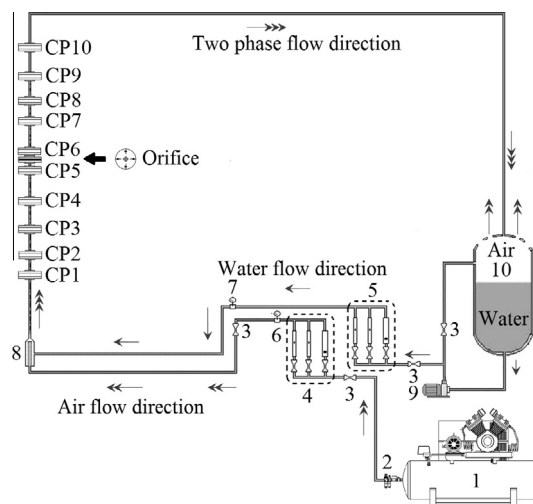 Two phase flow direction
CP10
CP9
CP8
CP7
CP6
CP5
Orifice
CP4
CP3
CP2
CP1
Air
10
Water
Water flow direction
7
5
6
3
3
8
4
3
3
9
Air flow direction
2
1